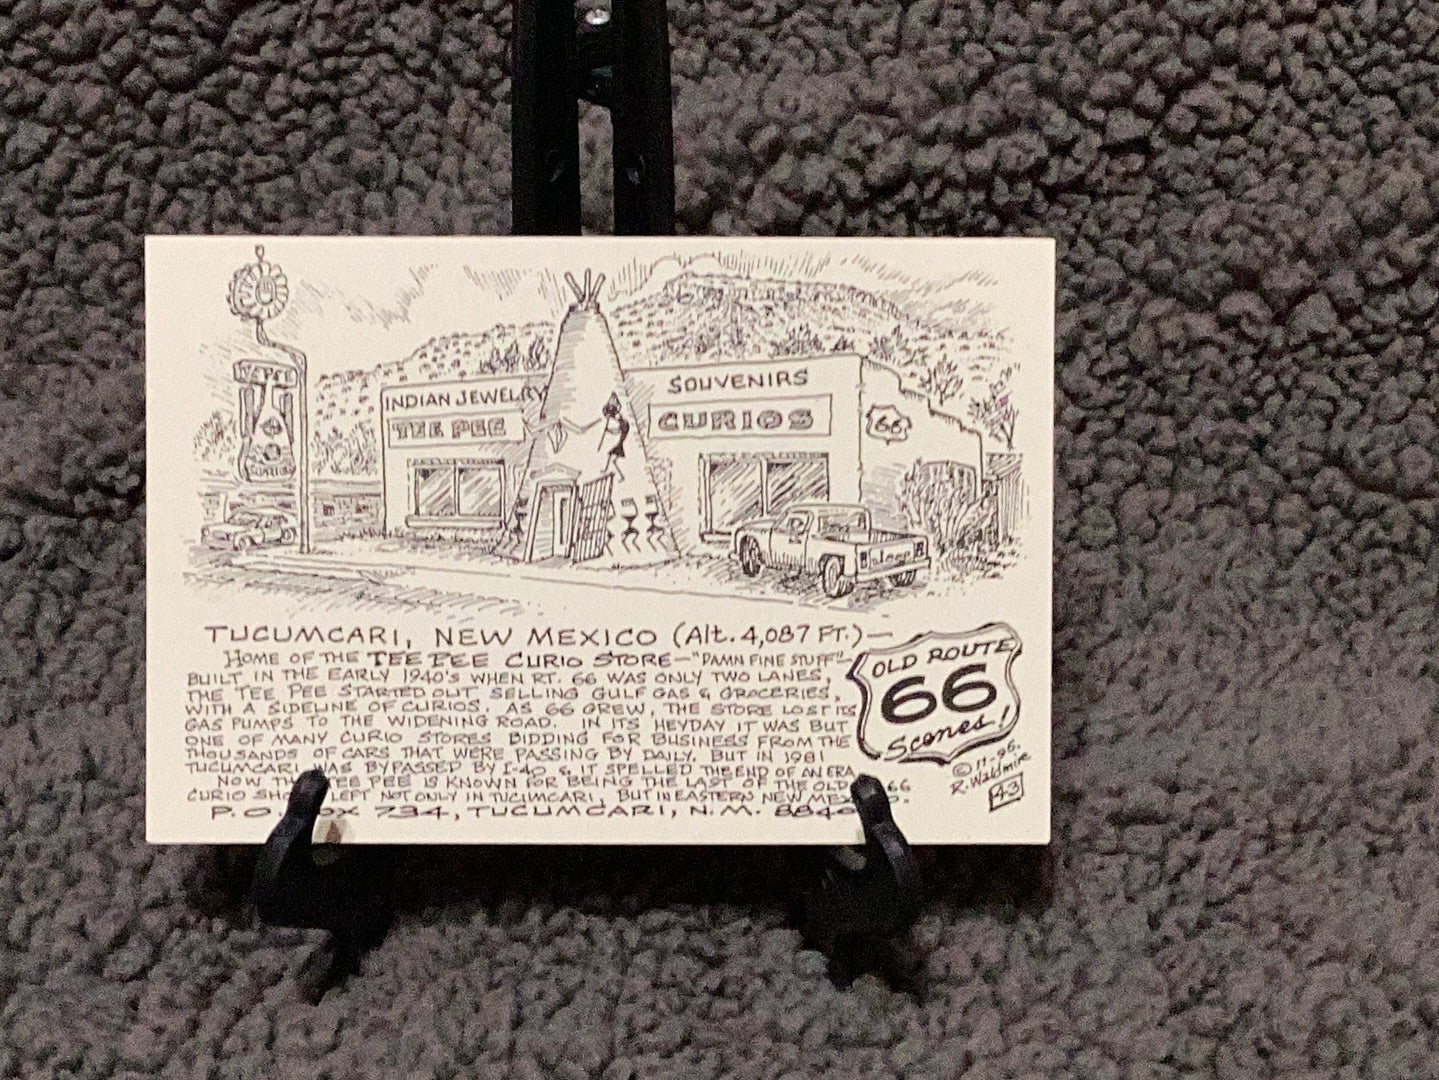 TEE PEE
CURIOS
INDIAN JEWELRY
TEE PEE
SOUVENIRS
CURIOS
66
TUCUMCARI, NEW MEXICO (Alt. 4,087 FT.)—
HOME OF THE TEE PEE CURIO STORE—"DAMN FINE STUFF"—
BUILT IN THE EARLY 1940'S WHEN RT. 66 WAS ONLY TWO LANES,
THE TEE PEE STARTED OUT SELLING GULF GAS & GROCERIES,
WITH A SIDELINE OF CURIOS. AS 66 GREW, THE STORE LOST ITS
GAS PUMPS TO THE WIDENING ROAD. IN ITS HEYDAY IT WAS BUT
ONE OF MANY CURIO STORES BIDDING FOR BUSINESS FROM THE
THOUSANDS OF CARS THAT WERE PASSING BY DAILY. BUT IN 1981
TUCUMCARI WAS BYPASSED BY I-40 & IT SPELLED THE END OF AN ERA.
NOW THE TEE PEE IS KNOWN FOR BEING THE LAST OF THE OLD 66
CURIO SHOPS LEFT NOT ONLY IN TUCUMCARI, BUT IN EASTERN NEW MEXICO.
P.O. BOX 734, TUCUMCARI, N.M. 8840
OLD ROUTE
66
Scenes!
© 11-95.
R. Waldmire
43